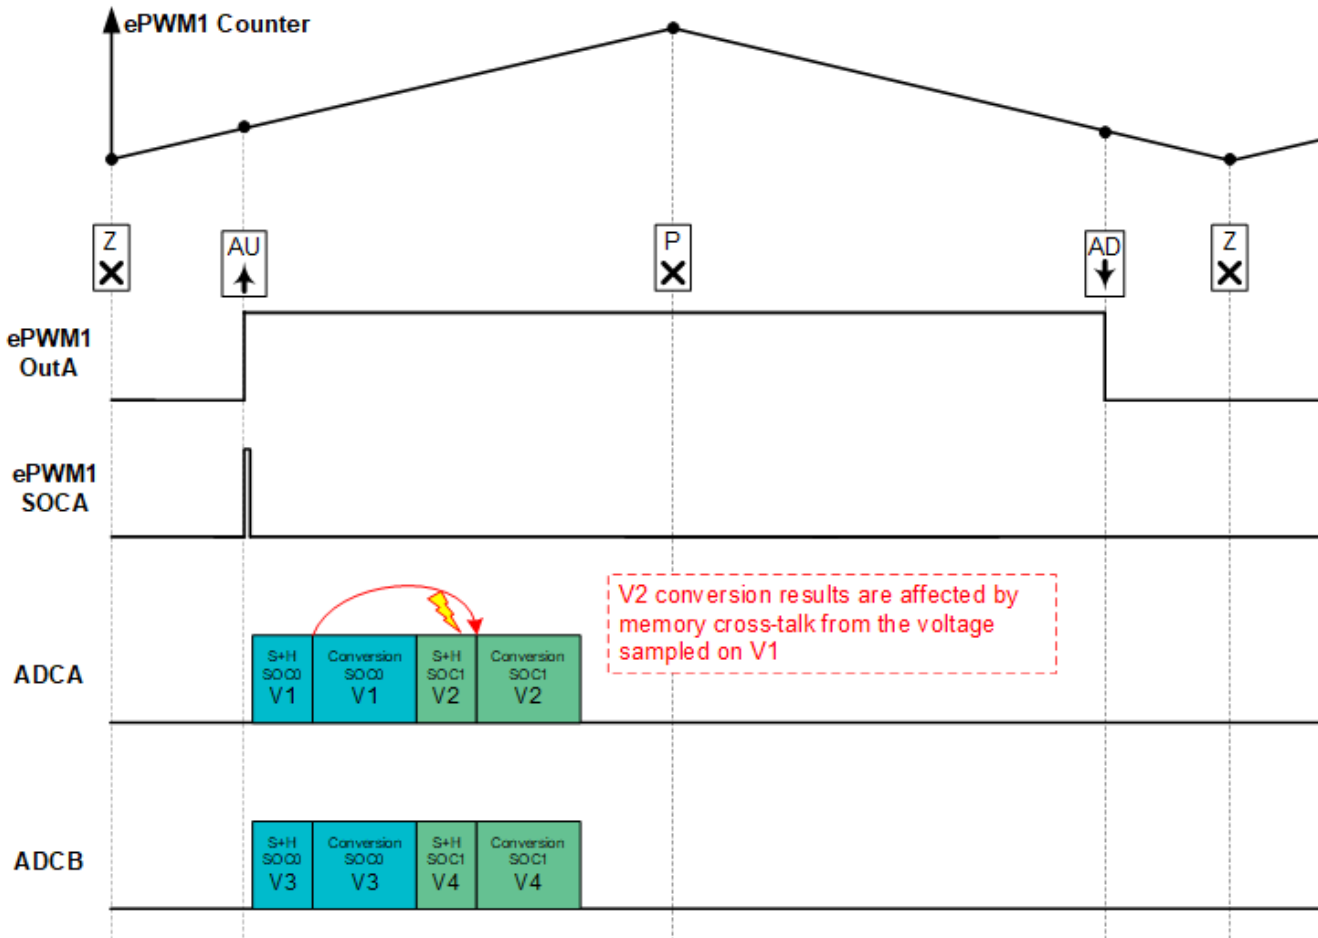 ePWM1 Counter
Z
AU
P
AD
Z
ePWM1
OutA
ePWM1
SOCA
V2 conversion results are affected by
memory cross-talk from the voltage
sampled on V1
ADCA
S+H
SOC0
V1
Conversion
SOC0
V1
S+H
SOC1
V2
Conversion
SOC1
V2
ADCB
S+H
SOC0
V3
Conversion
SOC0
V3
S+H
SOC1
V4
Conversion
SOC1
V4